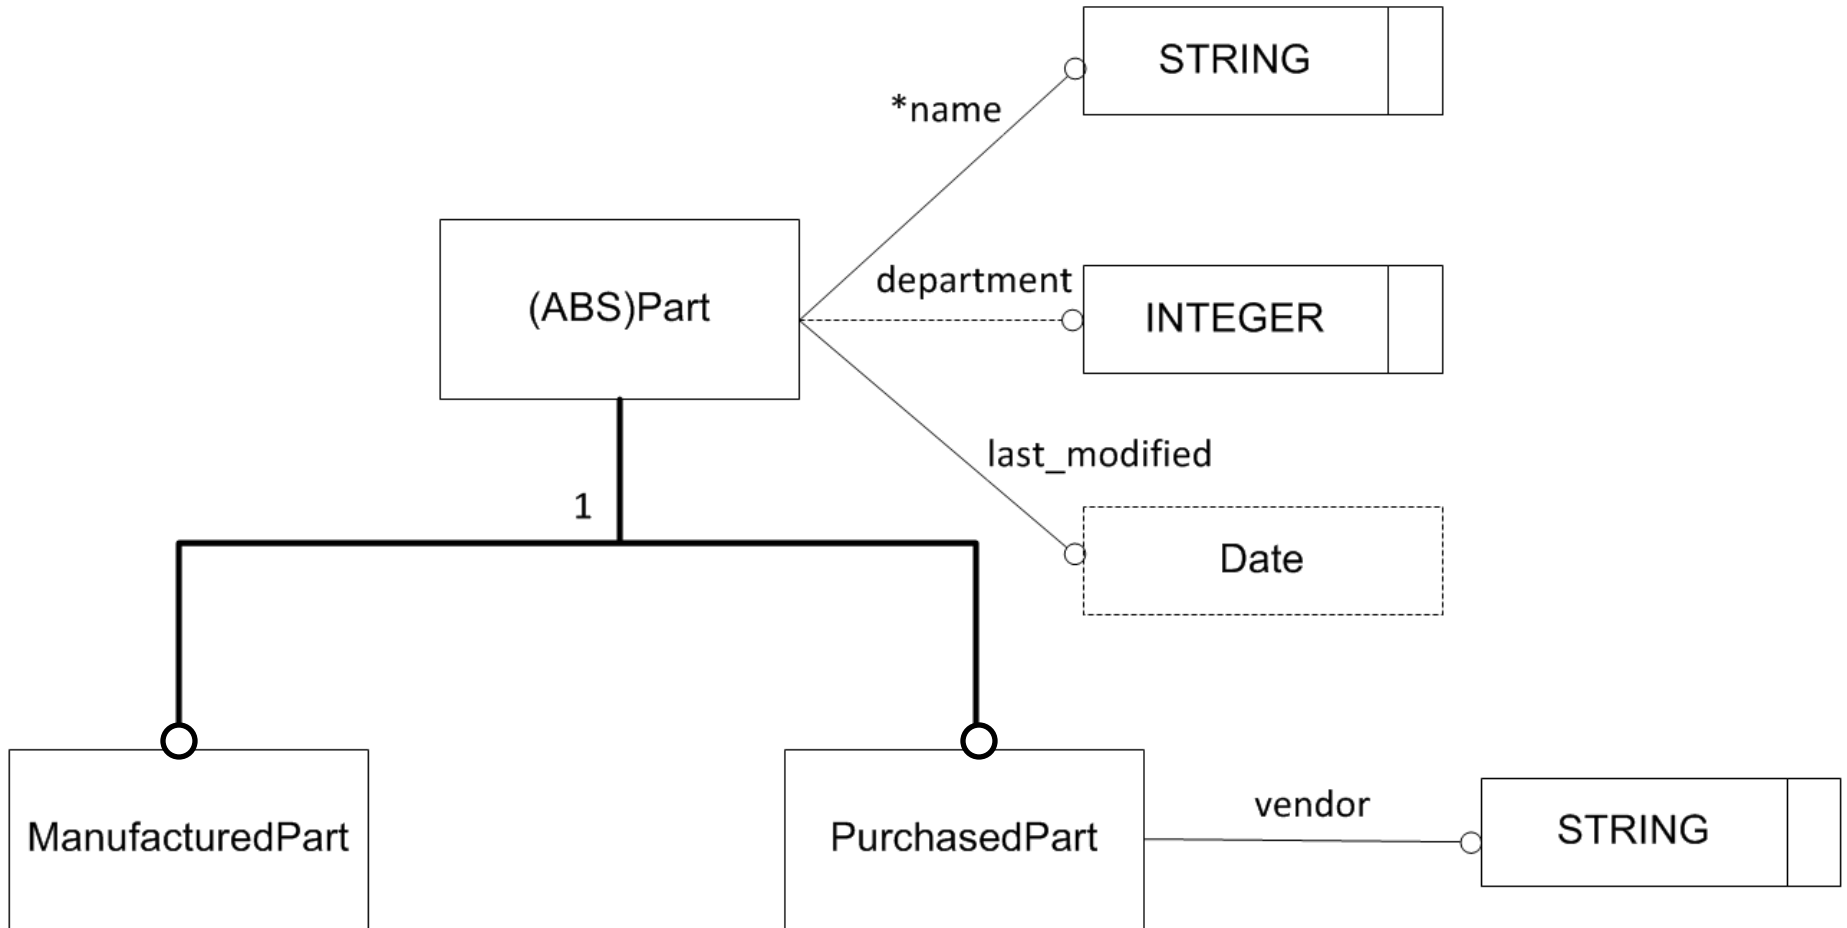 STRING
*name
department
(ABS)Part
INTEGER
last_modified
1
Date
vendor
ManufacturedPart
PurchasedPart
STRING